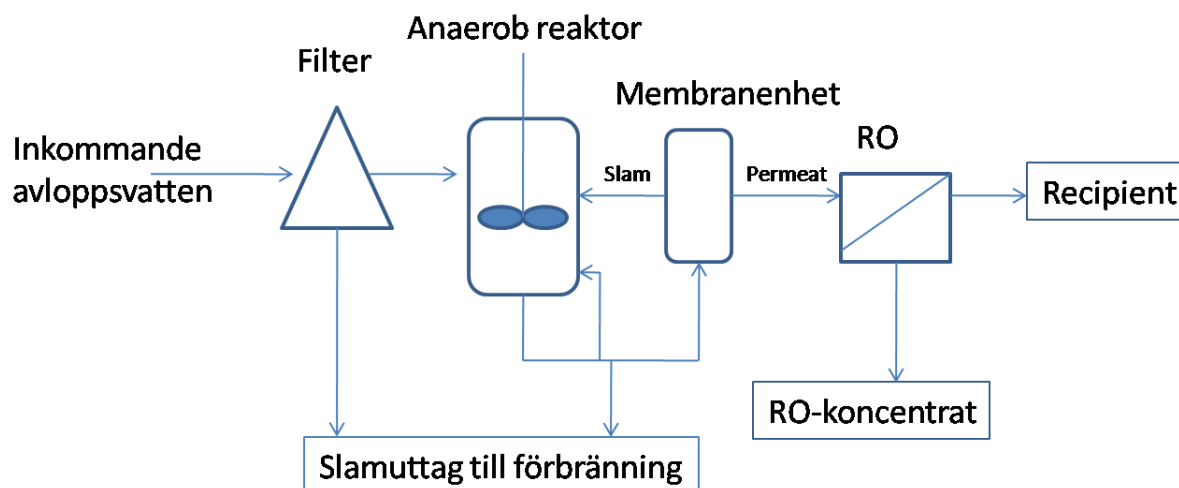 Anaerob reaktor
Filter
Membranenhet
RO
Inkommande
avloppsvatten
Slam
Permeat
Recipient
RO-koncentrat
Slamuttag till förbränning